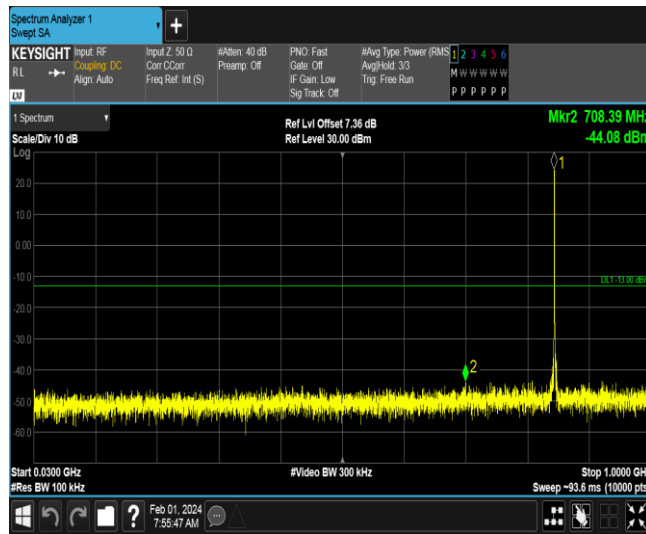 Spectrum Analyzer 1
Swept SA
+
KEYSIGHT Input: RF Input Z: 50 Ω #Atten: 40 dB PNO: Fast #Avg Type: Power (RMS 1 2 3 4 5 6
RL Coupling: DC Corr CCorr Preamp: Off Gate: Off Avg|Hold: 3/3 M W W W W W
Align: Auto Freq Ref: Int (S) IF Gain: Low Trig: Free Run
LXI Sig Track: Off P P P P P P
1 Spectrum Ref Lvl Offset 7.36 dB Mkr2 708.39 MHz
Scale/Div 10 dB Ref Level 30.00 dBm -44.08 dBm
Log
1
20.0
10.0
0.00
-10.0
DL1 -13.00 dB
-20.0
-30.0
-40.0
2
-50.0
-60.0
Start 0.0300 GHz #Video BW 300 kHz Stop 1.0000 GH
#Res BW 100 kHz Sweep ~93.6 ms (10000 pts
? Feb 01, 2024
7:55:47 AM